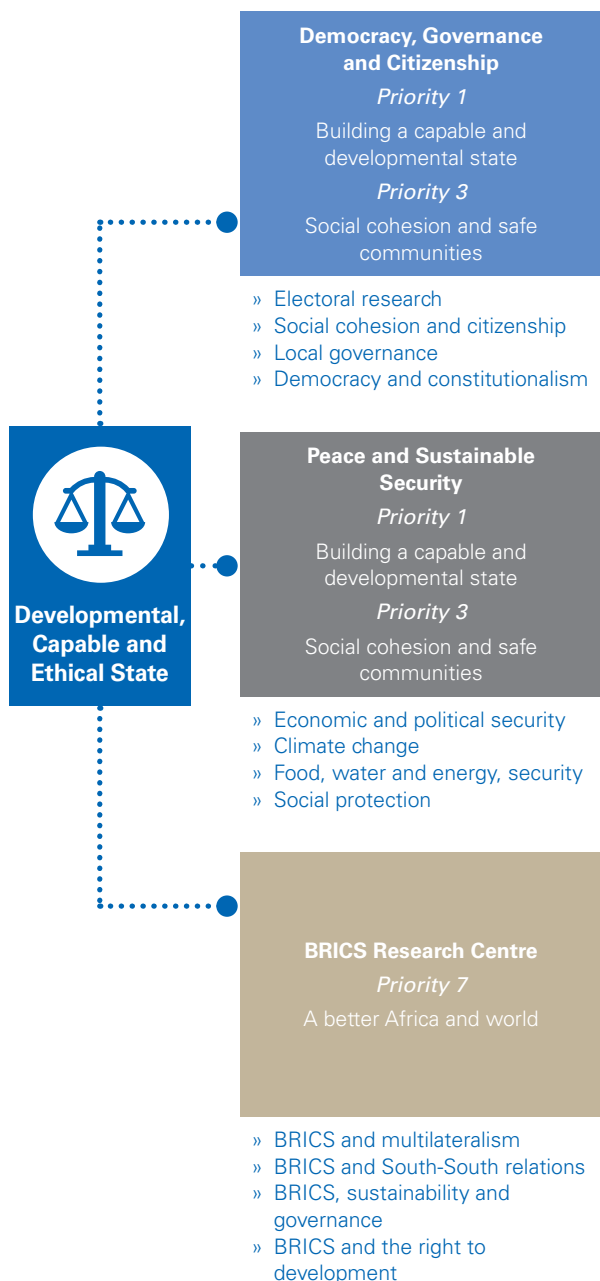 Democracy, Governance
and Citizenship
Priority 1
Building a capable and
developmental state
Priority 3
Social cohesion and safe
communities
» Electoral research
» Social cohesion and citizenship
» Local governance
» Democracy and constitutionalism
Developmental,
Capable and
Ethical State
Peace and Sustainable
Security
Priority 1
Building a capable and
developmental state
Priority 3
Social cohesion and safe
communities
» Economic and political security
» Climate change
» Food, water and energy, security
» Social protection
BRICS Research Centre
Priority 7
A better Africa and world
» BRICS and multilateralism
» BRICS and South-South relations
» BRICS, sustainability and
governance
» BRICS and the right to
development